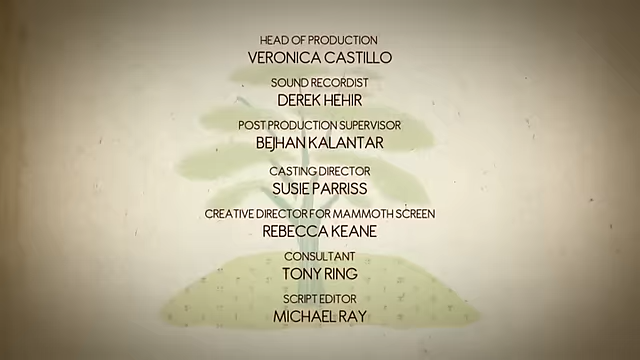 HEAD OF PRODUCTION
VERONICA CASTILLO
SOUND RECORDIST
DEREK HEHIR
POST PRODUCTION SUPERVISOR
BEJHAN KALANTAR
CASTING DIRECTOR
SUSIE PARRISS
CREATIVE DIRECTOR FOR MAMMOTH SCREEN
REBECCA KEANE
CONSULTANT
TONY RING
SCRIPT EDITOR
MICHAEL RAY